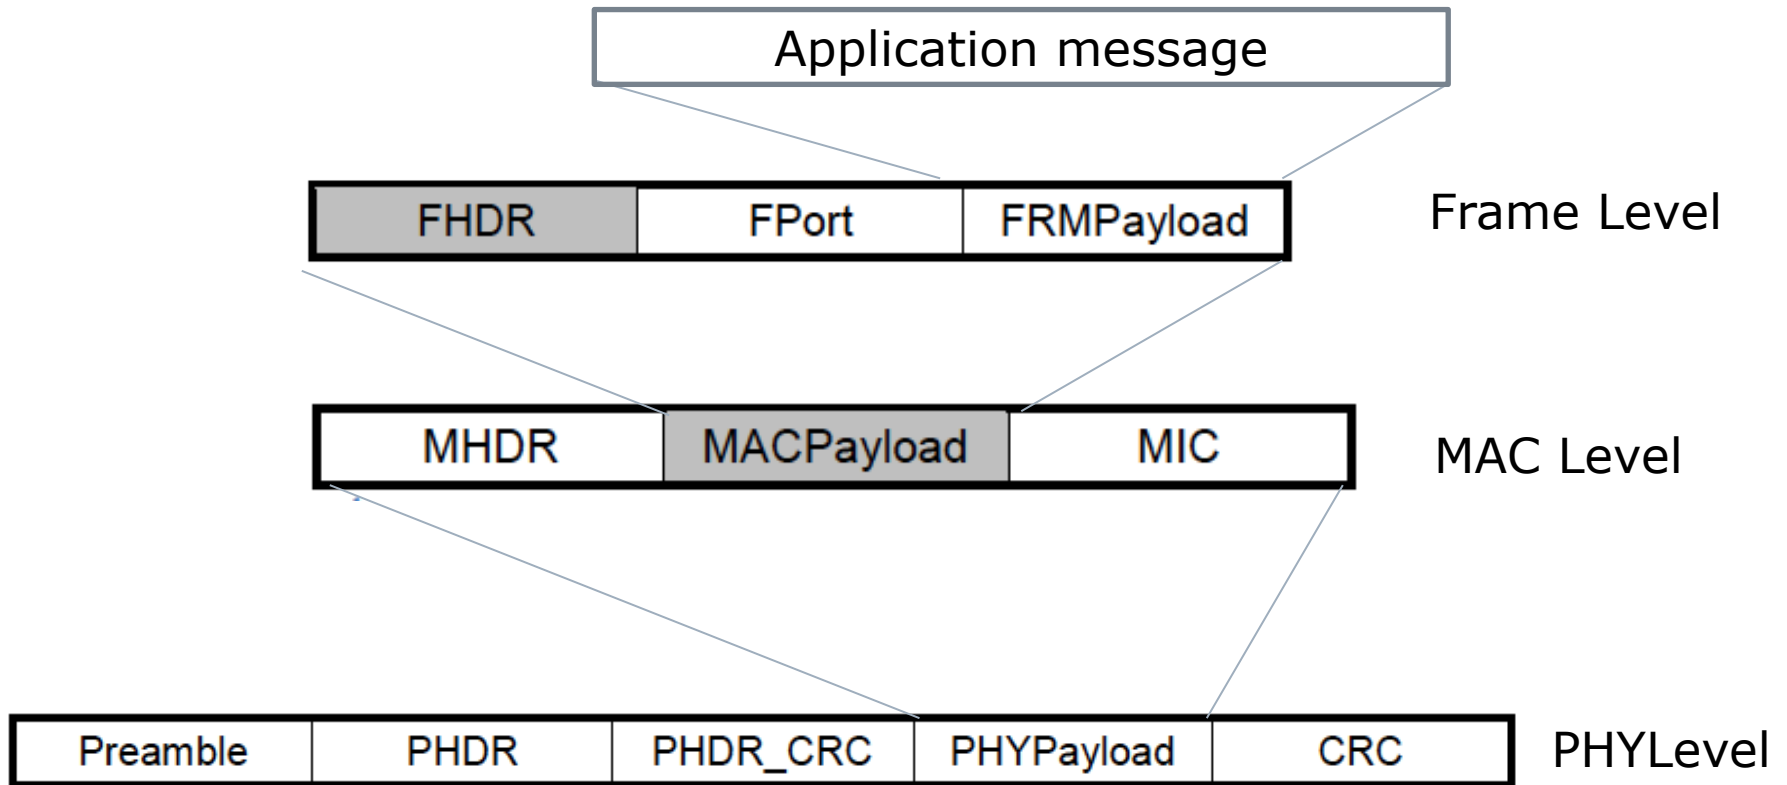 Application message
FHDR FPort FRMPayload Frame Level
MHDR MACPayload MIC MAC Level
Preamble PHDR PHDR_CRC PHYPayload CRC PHYLevel